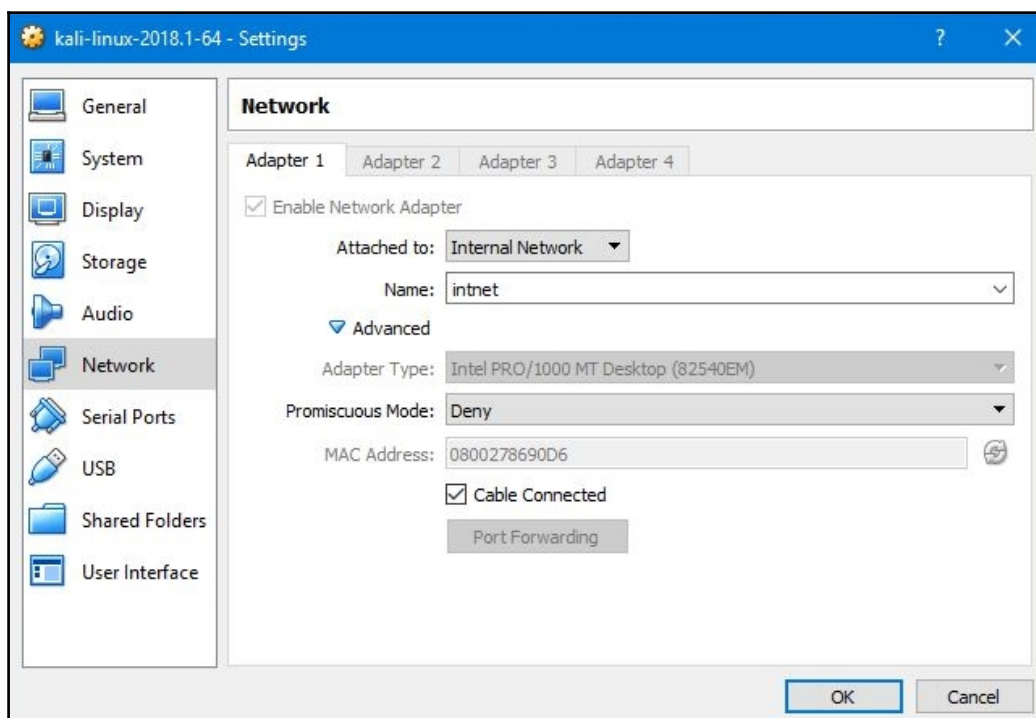 kali-linux-2018.1-64 - Settings
?
General
System
Display
Storage
Audio
Network
Serial Ports
USB
Shared Folders
User Interface
Network
Adapter 1 Adapter 2 Adapter 3 Adapter 4
Enable Network Adapter
Attached to: Internal Network
Name: intnet
Advanced
Adapter Type: Intel PRO/1000 MT Desktop (82540EM)
Promiscuous Mode: Deny
MAC Address: 0800278690D6
Cable Connected
Port Forwarding
OK Cancel